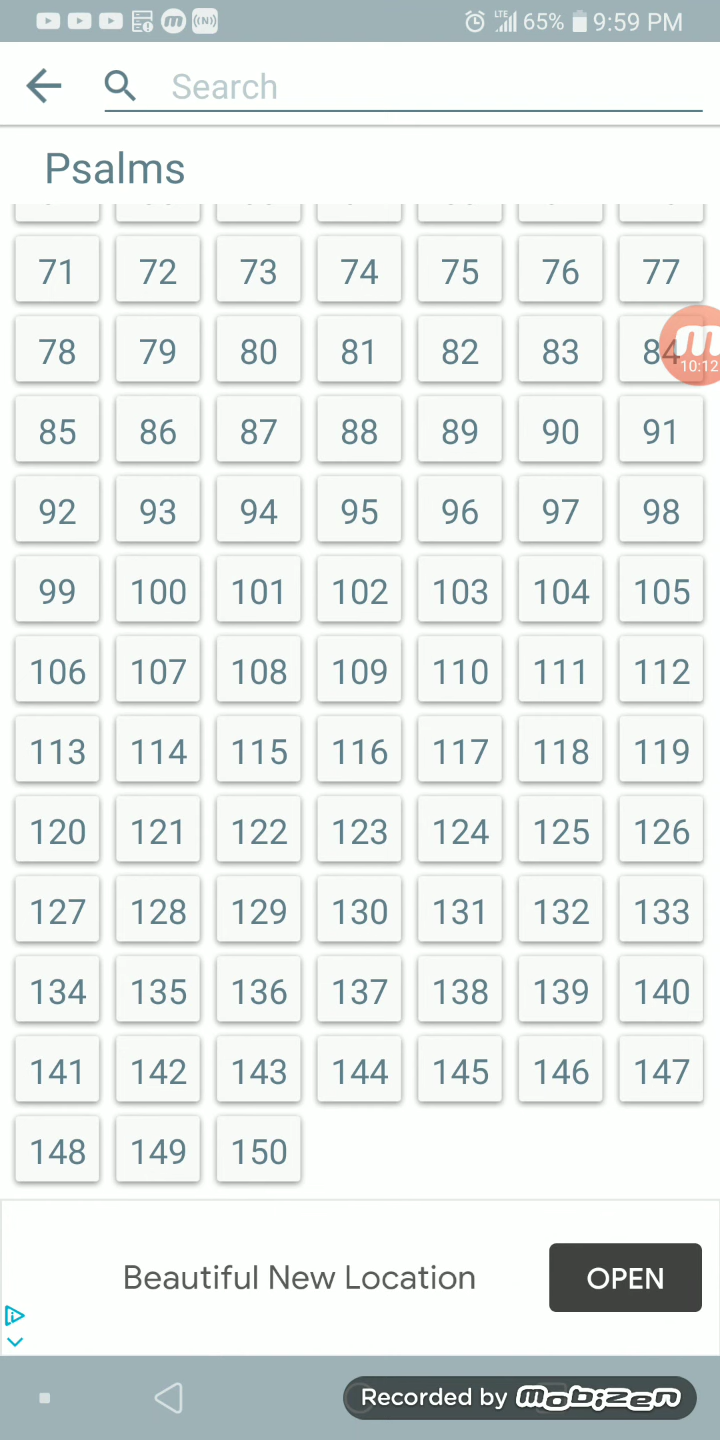 LTE 65% 9:59 PM
Search
Psalms
71 72 73 74 75 76 77
78 79 80 81 82 83 84
10:12
85 86 87 88 89 90 91
92 93 94 95 96 97 98
99 100 101 102 103 104 105
106 107 108 109 110 111 112
113 114 115 116 117 118 119
120 121 122 123 124 125 126
127 128 129 130 131 132 133
134 135 136 137 138 139 140
141 142 143 144 145 146 147
148 149 150
Beautiful New Location OPEN
Recorded by mobizen